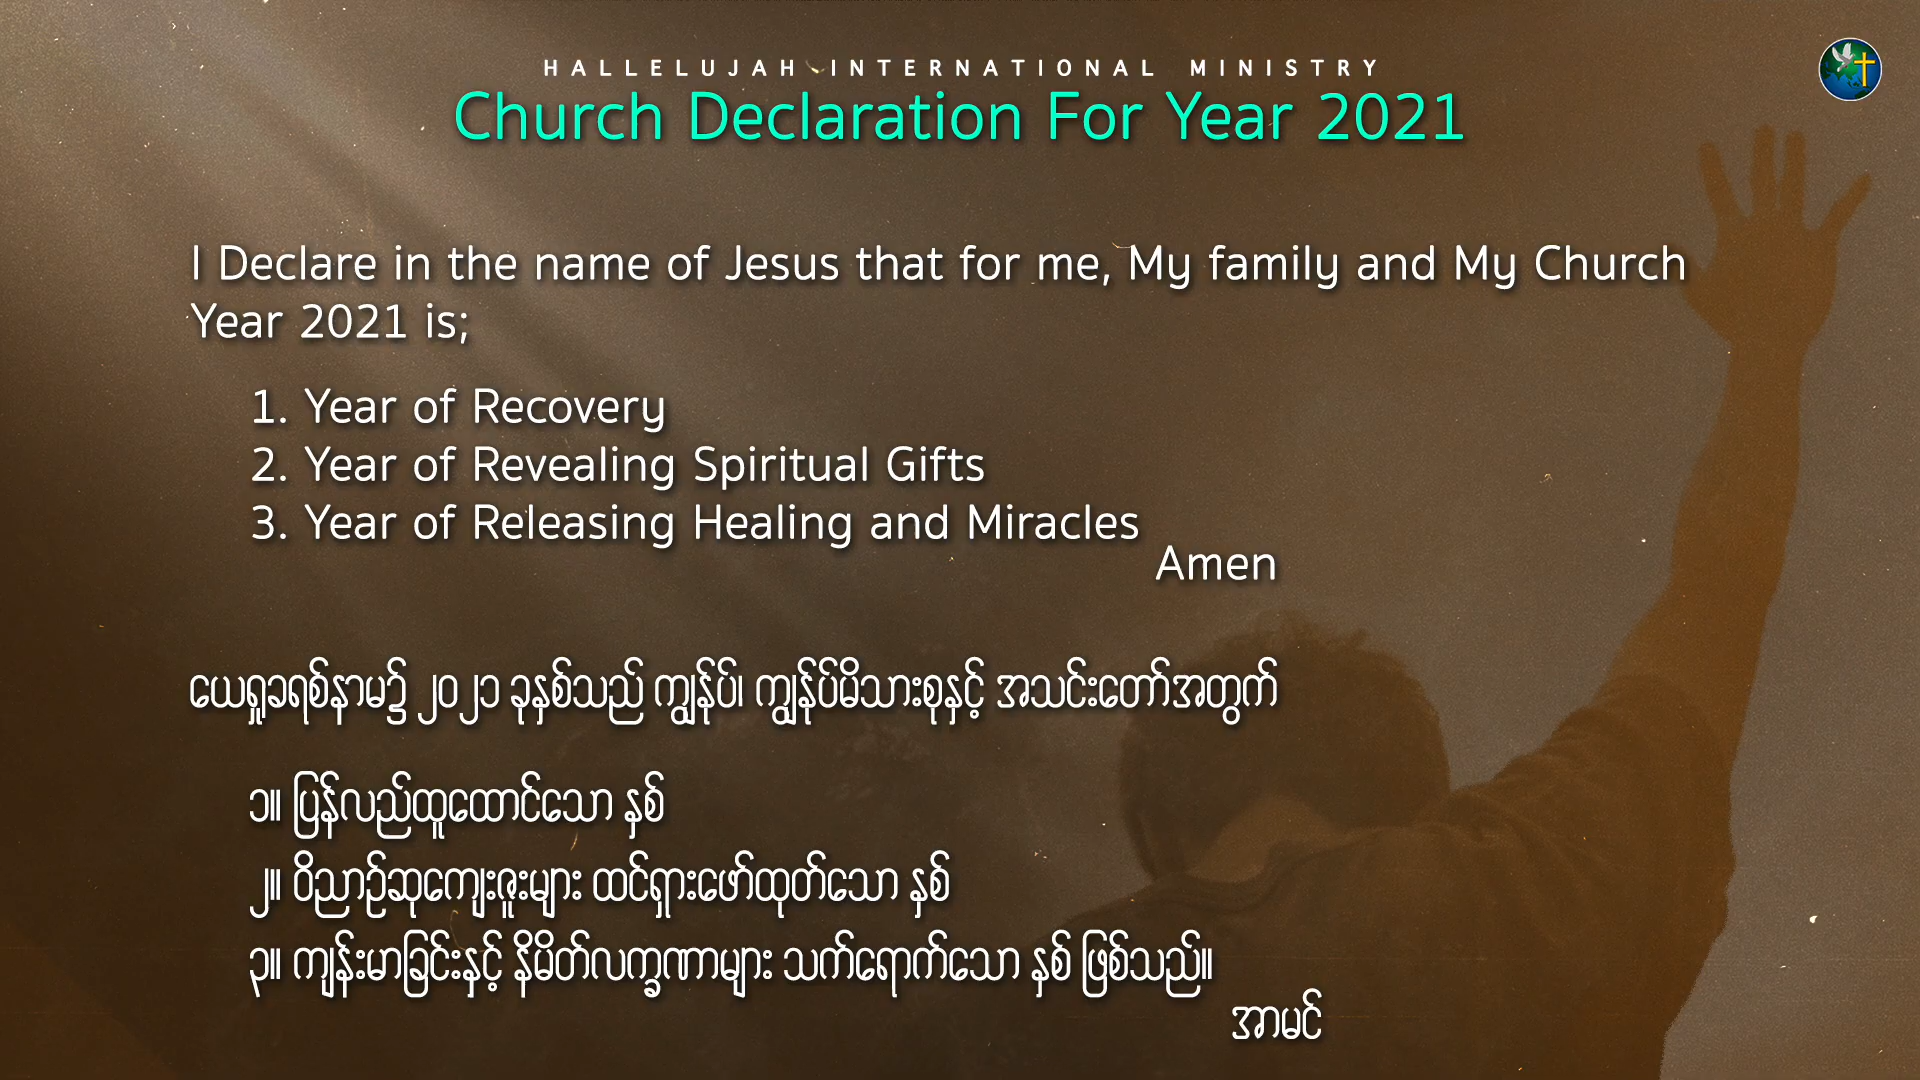 HALLELUJAH INTERNATIONAL MINISTRY
Church Declaration For Year 2021
I Declare in the name of Jesus that for me, My family and My Church
Year 2021 is;
1. Year of Recovery
2. Year of Revealing Spiritual Gifts
3. Year of Releasing Healing and Miracles
Amen
ယေရှုခရစ်နာမ၌ ၂၀၂၁ ခုနှစ်သည် ကျွန်ုပ်၊ ကျွန်ုပ်မိသားစုနှင့် အသင်းတော်အတွက်
၁။ ပြန်လည်ထူထောင်သော နှစ်
၂။ ဝိညာဉ်ဆုကျေးဇူးများ ထင်ရှားဖော်ထုတ်သော နှစ်
၃။ ကျန်းမာခြင်းနှင့် နိမိတ်လက္ခဏာများ သက်ရောက်သော နှစ် ဖြစ်သည်။
အာမင်